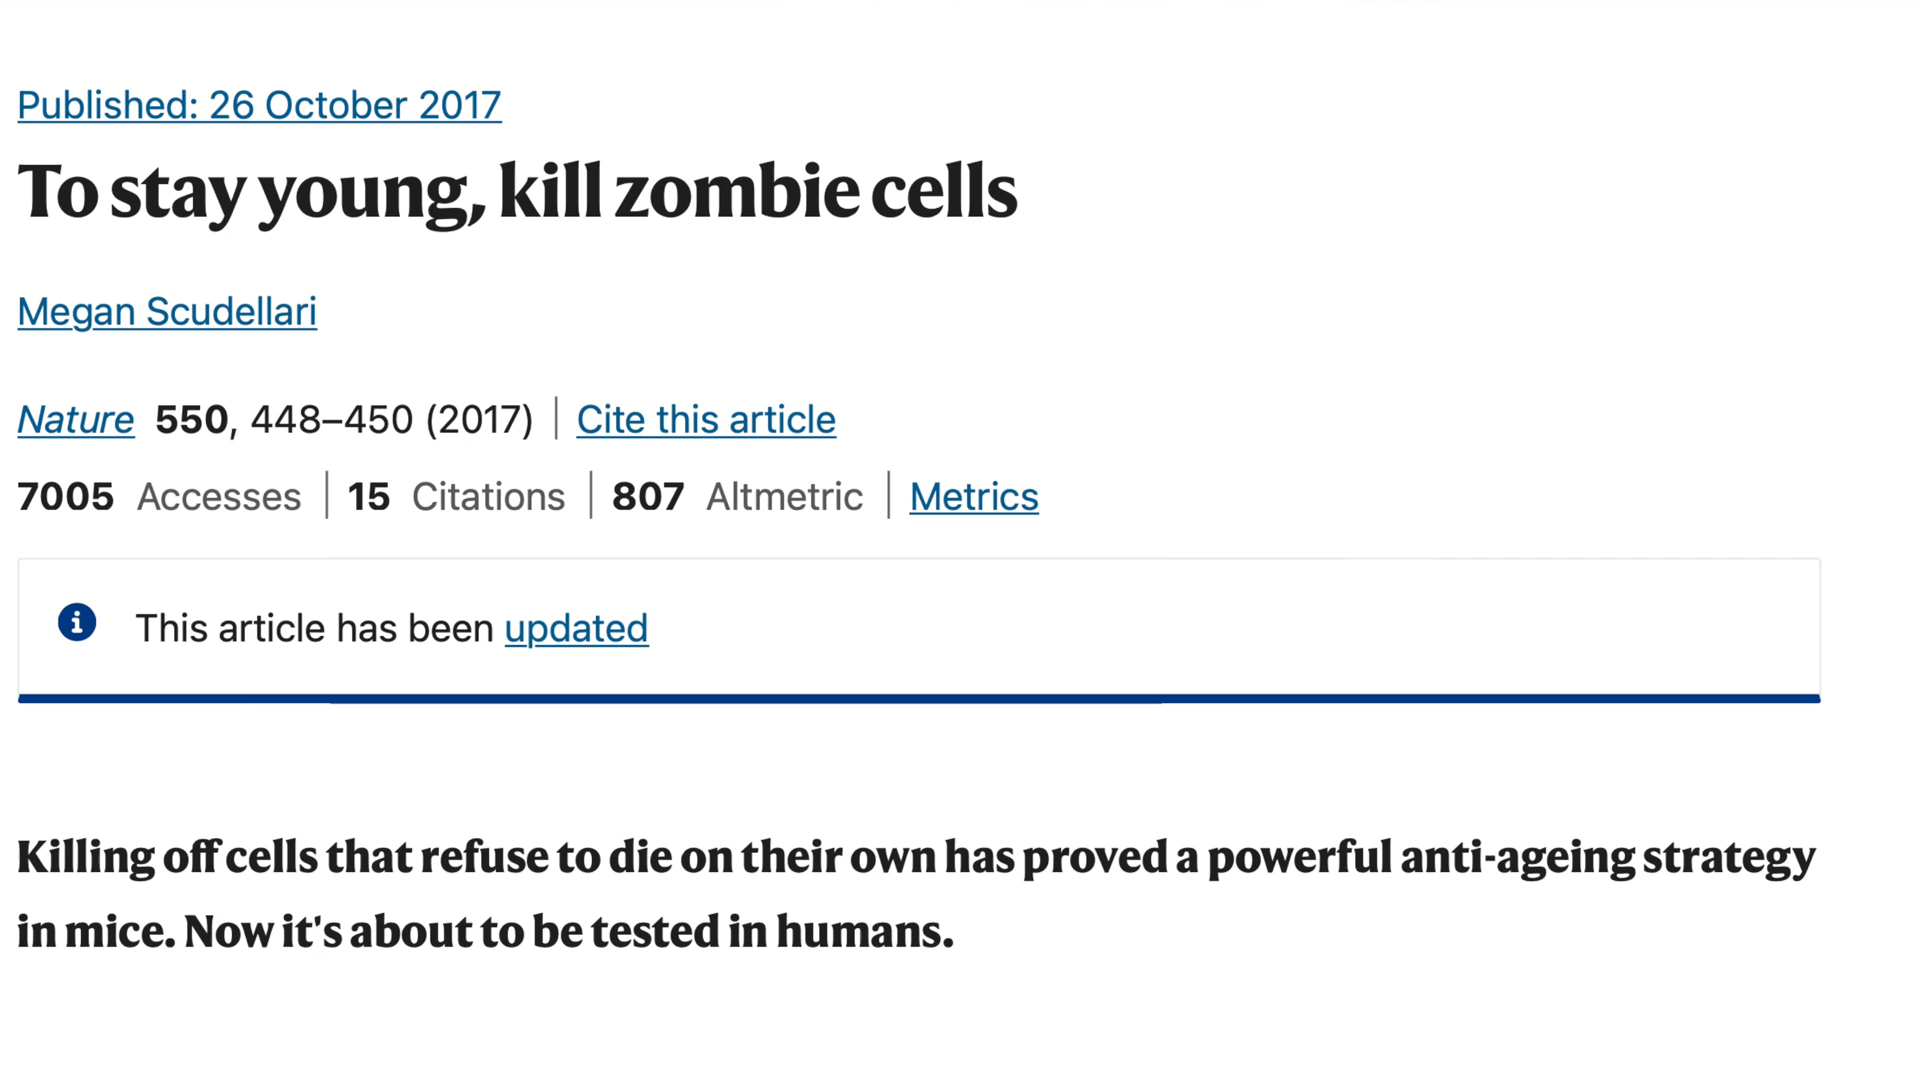 Published: 26 October 2017
To stay young, kill zombie cells
Megan Scudellari
Nature 550, 448–450 (2017) | Cite this article
7005 Accesses | 15 Citations | 807 Altmetric | Metrics
This article has been updated
Killing off cells that refuse to die on their own has proved a powerful anti-ageing strategy
in mice. Now it's about to be tested in humans.